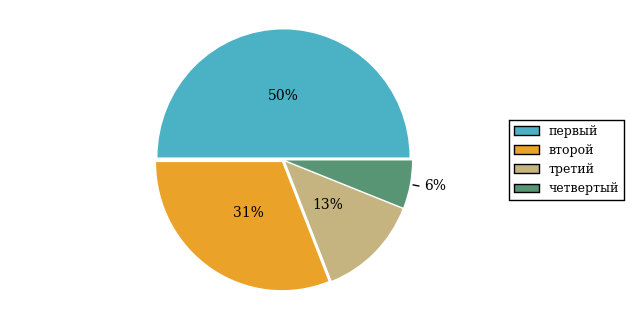 50%
31%
13%
6%
первый
второй
третий
четвертый